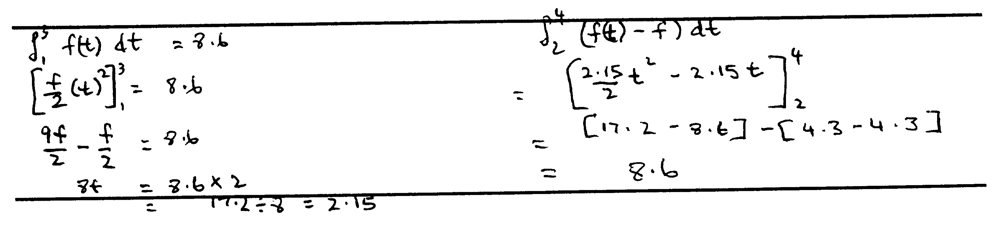 ∫₁³ f(t) dt = 8.6
[f/2 (t)²]₁³ = 8.6
9f/2 - f/2 = 8.6
8f = 8.6 × 2
= 17.2 ÷ 8 = 2.15
∫₂⁴ (f(t) - f) dt
= [2.15/2 t² - 2.15 t]₂⁴
= [17.2 - 8.6] - [4.3 - 4.3]
= 8.6